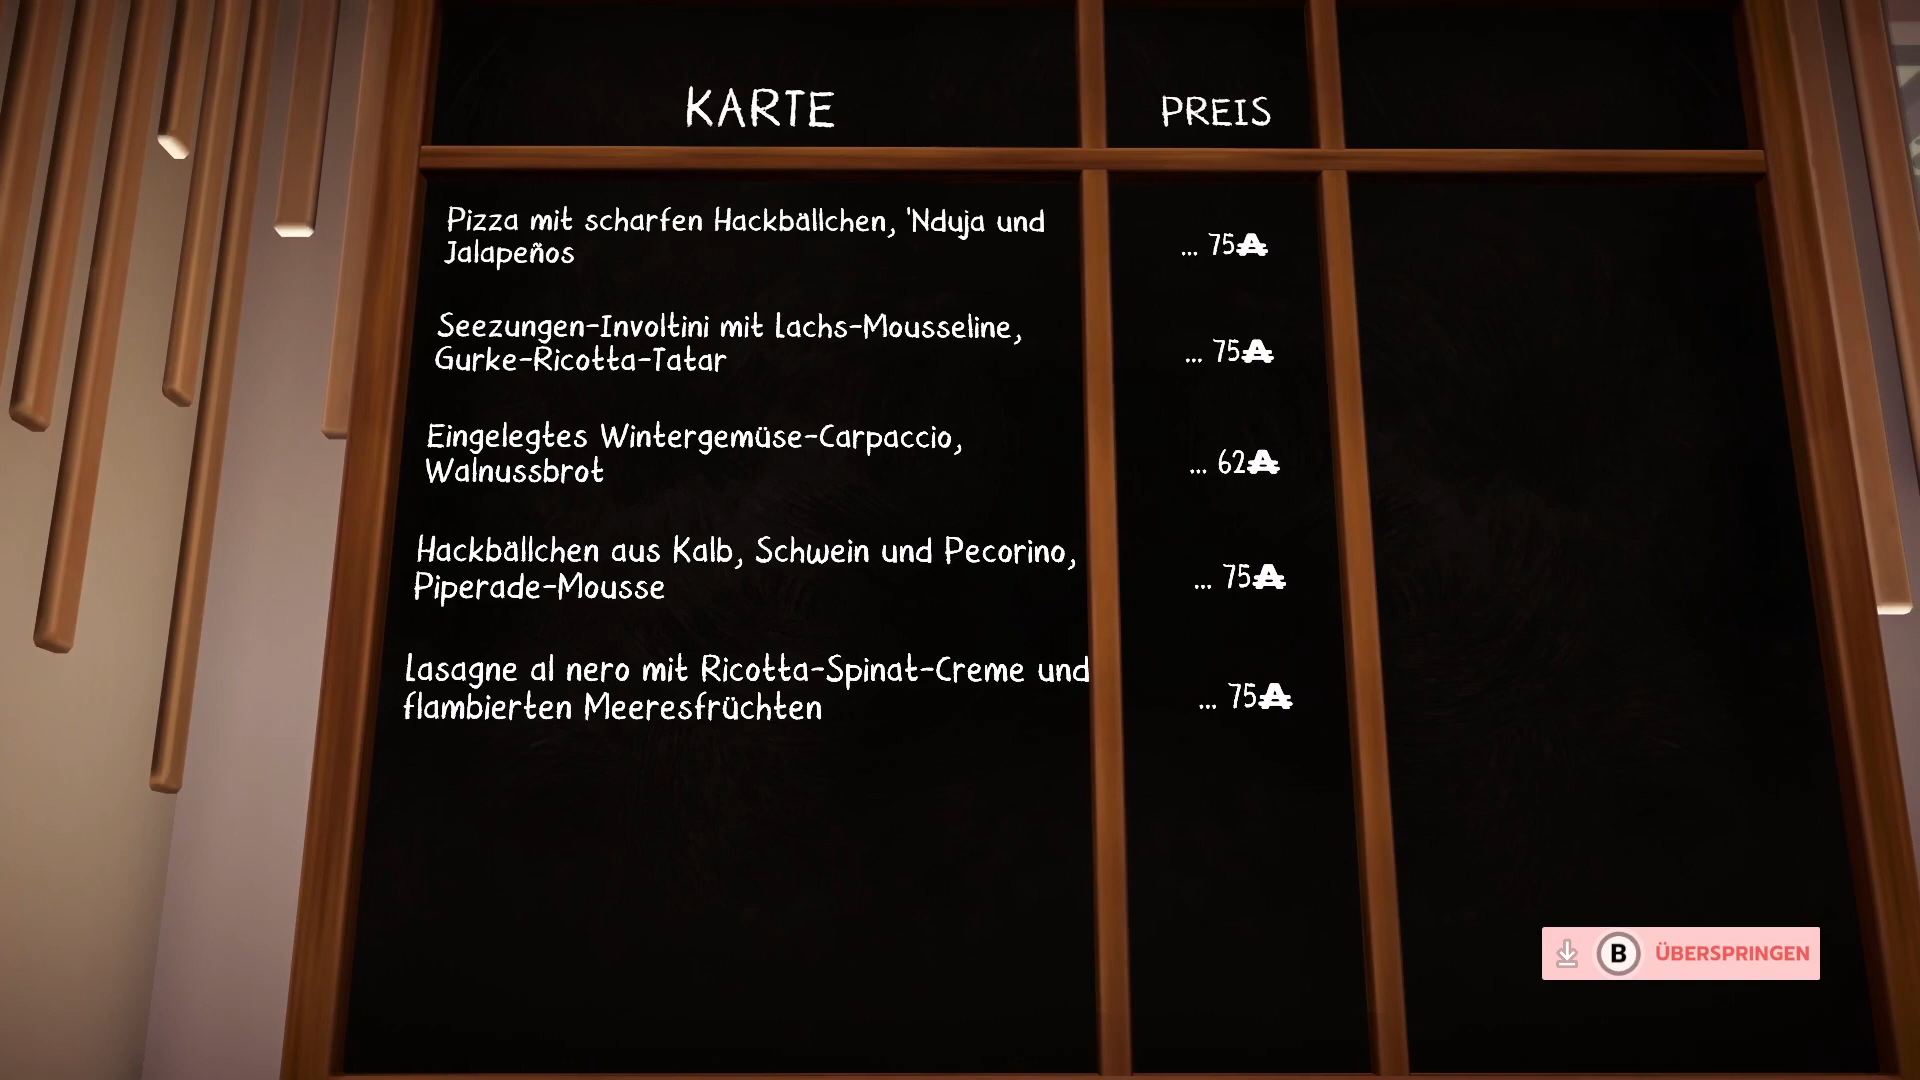 KARTE PREIS
Pizza mit scharfen Hackbällchen, 'Nduja und
Jalapeños
... 75₳
Seezungen-Involtini mit Lachs-Mousseline,
Gurke-Ricotta-Tatar
... 75₳
Eingelegtes Wintergemüse-Carpaccio,
Walnussbrot
... 62₳
Hackbällchen aus Kalb, Schwein und Pecorino,
Piperade-Mousse
... 75₳
Lasagne al nero mit Ricotta-Spinat-Creme und
flambierten Meeresfrüchten
... 75₳
B ÜBERSPRINGEN